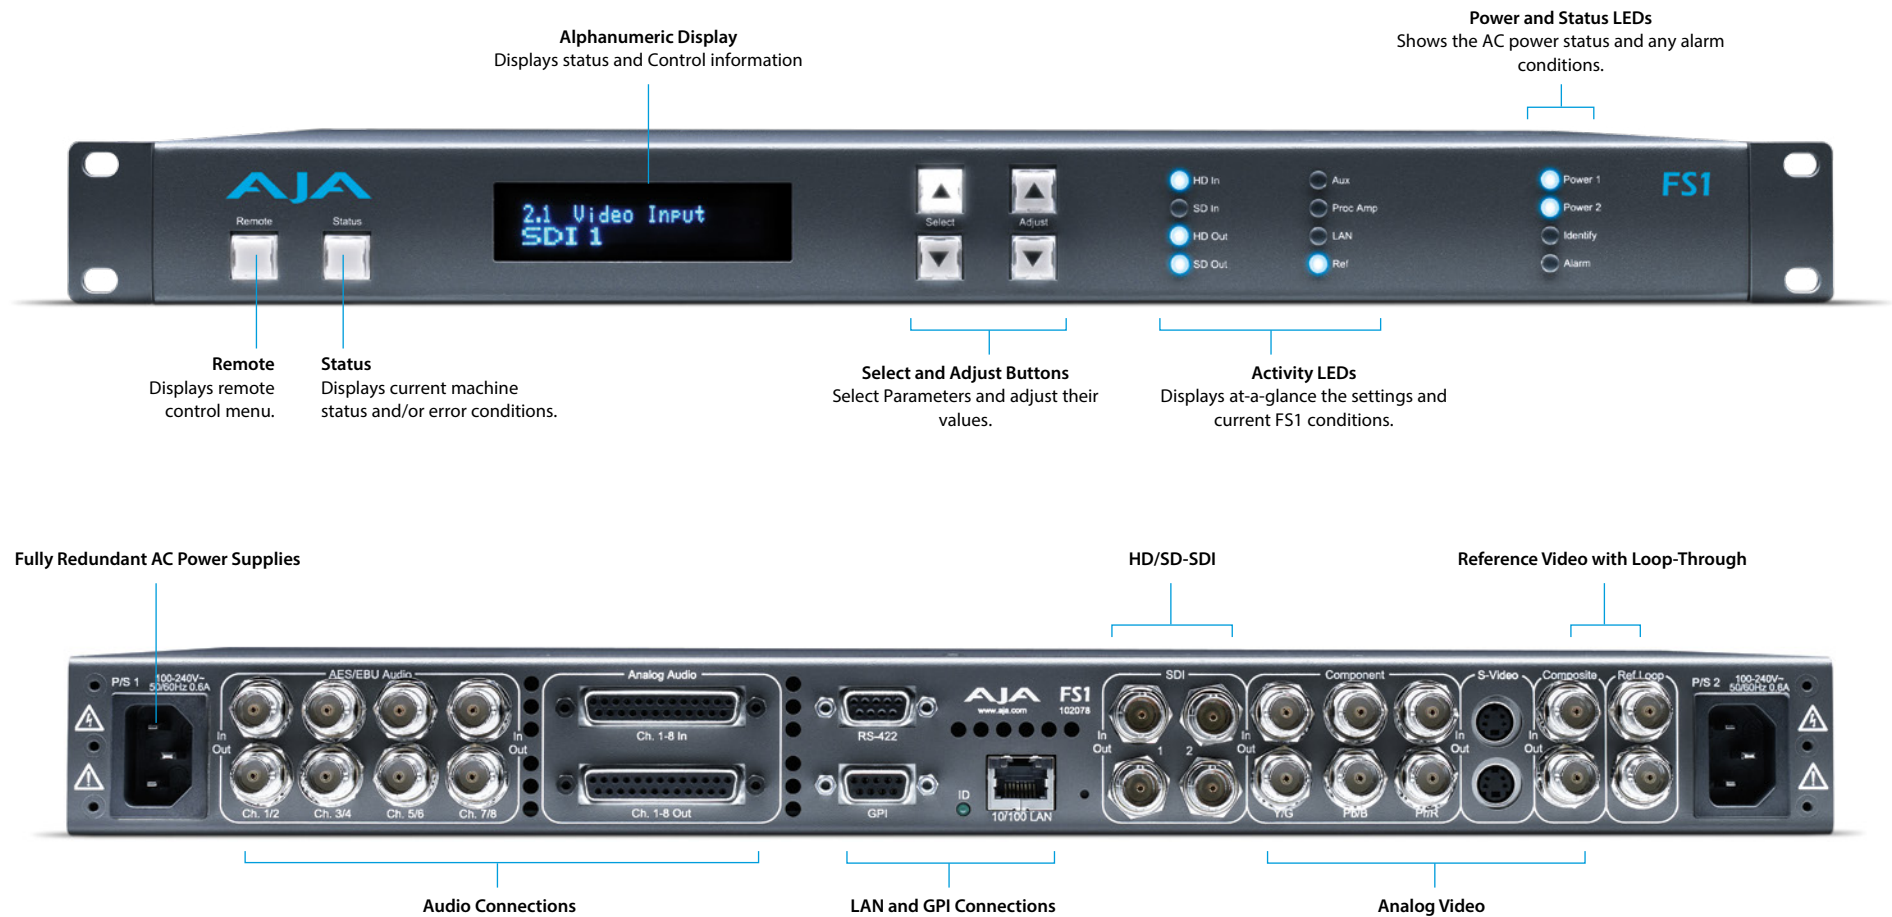 Power and Status LEDs
Shows the AC power status and any alarm
conditions.
Alphanumeric Display
Displays status and Control information
AJA
Remote
Status
2.1 Video Input
SDI 1
Select
Adjust
HD In
SD In
HD Out
SD Out
Aux
Proc Amp
LAN
Ref
Power 1
Power 2
Identify
Alarm
FS1
Remote
Displays remote
control menu.
Status
Displays current machine
status and/or error conditions.
Select and Adjust Buttons
Select Parameters and adjust their
values.
Activity LEDs
Displays at-a-glance the settings and
current FS1 conditions.
Fully Redundant AC Power Supplies
HD/SD-SDI
Reference Video with Loop-Through
P/S 1
100-240V~
50/60Hz 0.6A
AES/EBU Audio
In
Out
In
Out
Ch. 1/2
Ch. 3/4
Ch. 5/6
Ch. 7/8
Analog Audio
Ch. 1-8 In
Ch. 1-8 Out
RS-422
GPI
AJA
www.aja.com
FS1
102078
ID
10/100 LAN
SDI
In
Out
1
2
In
Out
Component
Y/G
Pb/B
Pr/R
In
Out
S-Video
In
Out
Composite
Ref.Loop
P/S 2
100-240V~
50/60Hz 0.6A
Audio Connections
LAN and GPI Connections
Analog Video